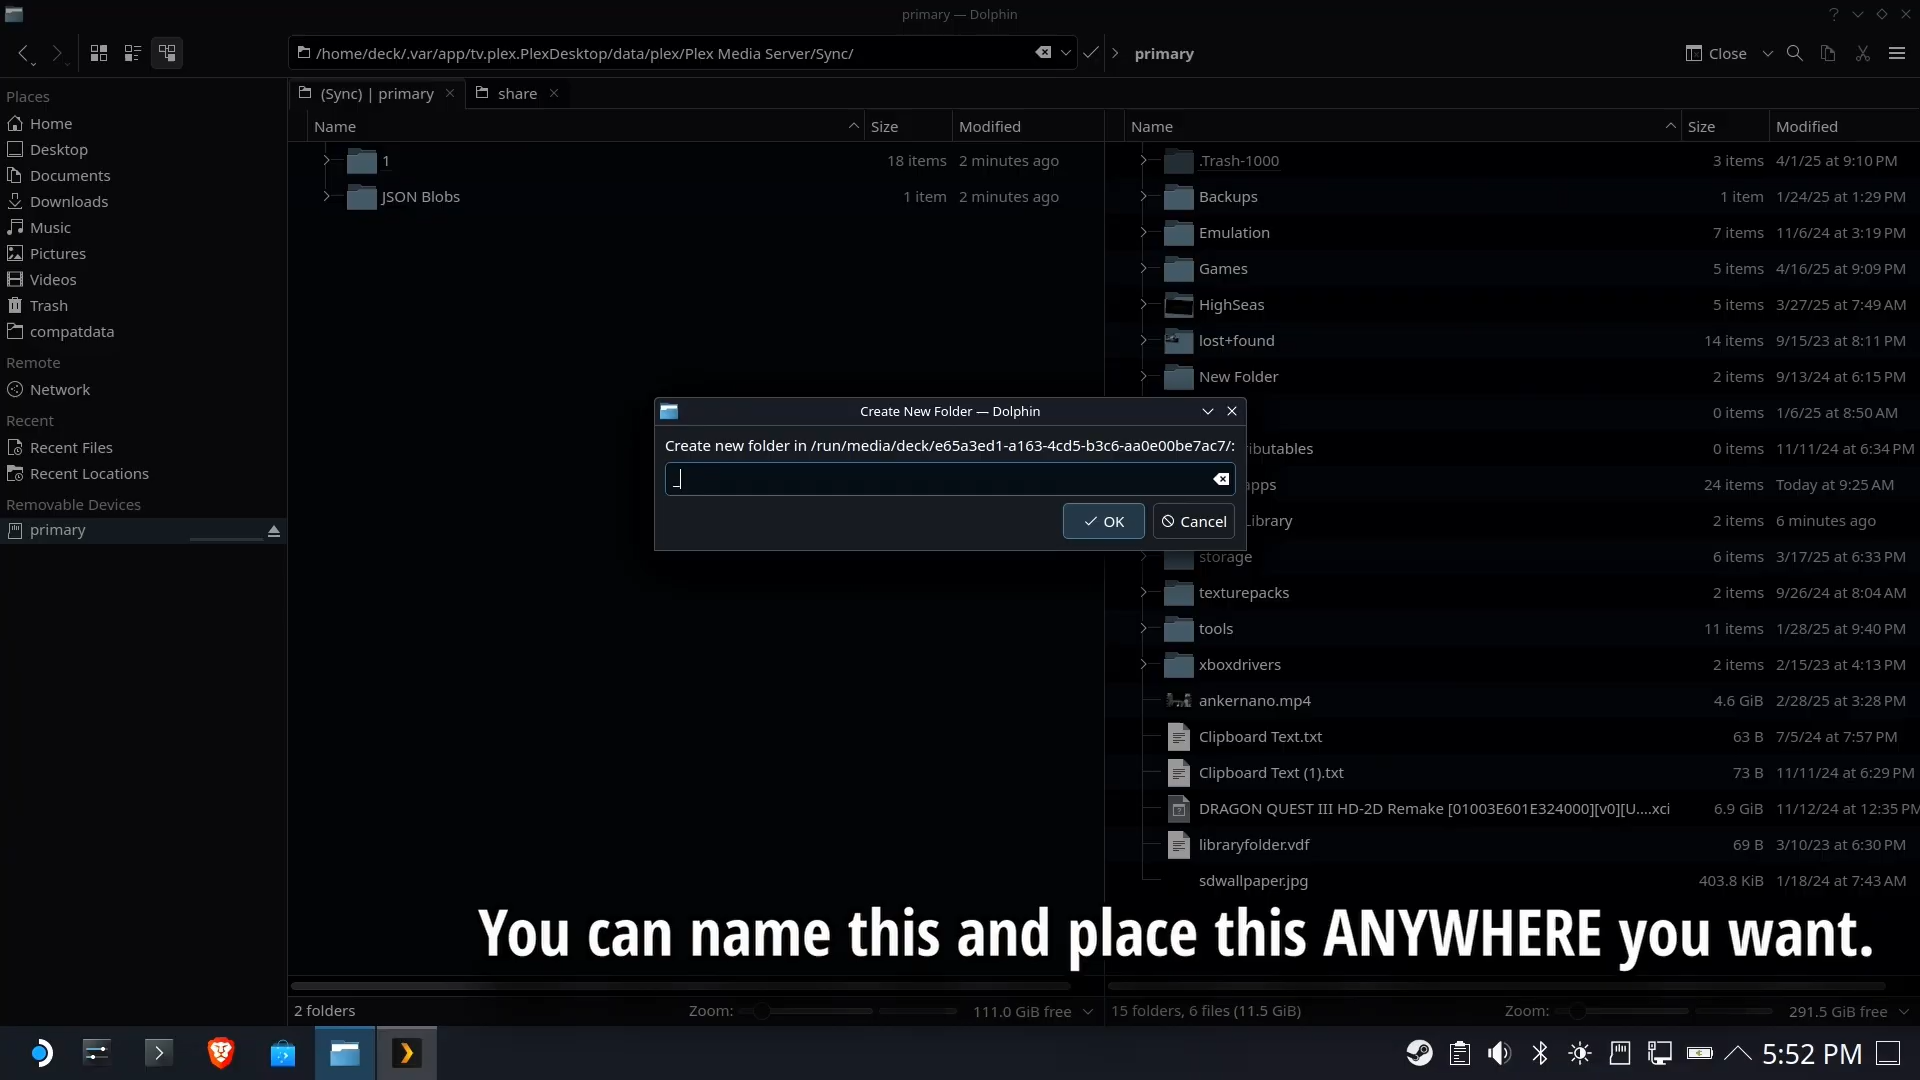 primary — Dolphin
/home/deck/.var/app/tv.plex.PlexDesktop/data/plex/Plex Media Server/Sync/
primary
Close
(Sync) | primary
share
Places
Home
Desktop
Documents
Downloads
Music
Pictures
Videos
Trash
compatdata
Remote
Network
Recent
Recent Files
Recent Locations
Removable Devices
primary
Name Size Modified
1 18 items 2 minutes ago
JSON Blobs 1 item 2 minutes ago
Name Size Modified
.Trash-1000 3 items 4/1/25 at 9:10 PM
Backups 1 item 1/24/25 at 1:29 PM
Emulation 7 items 11/6/24 at 3:19 PM
Games 5 items 4/16/25 at 9:09 PM
HighSeas 5 items 3/27/25 at 7:49 AM
lost+found 14 items 9/15/23 at 8:11 PM
New Folder 2 items 9/13/24 at 6:15 PM
0 items 1/6/25 at 8:50 AM
ributables 0 items 11/11/24 at 6:34 PM
apps 24 items Today at 9:25 AM
Library 2 items 6 minutes ago
storage 6 items 3/17/25 at 6:33 PM
texturepacks 2 items 9/26/24 at 8:04 AM
tools 11 items 1/28/25 at 9:40 PM
xboxdrivers 2 items 2/15/23 at 4:13 PM
ankernano.mp4 4.6 GiB 2/28/25 at 3:28 PM
Clipboard Text.txt 63 B 7/5/24 at 7:57 PM
Clipboard Text (1).txt 73 B 11/11/24 at 6:29 PM
DRAGON QUEST III HD-2D Remake [01003E601E324000][v0][U....xci 6.9 GiB 11/12/24 at 12:35 PM
libraryfolder.vdf 69 B 3/10/23 at 6:30 PM
sdwallpaper.jpg 403.8 KiB 1/18/24 at 7:43 AM
Create New Folder — Dolphin
Create new folder in /run/media/deck/e65a3ed1-a163-4cd5-b3c6-aa0e00be7ac7/:
_
OK
Cancel
You can name this and place this ANYWHERE you want.
2 folders Zoom: 111.0 GiB free
15 folders, 6 files (11.5 GiB) Zoom: 291.5 GiB free
5:52 PM